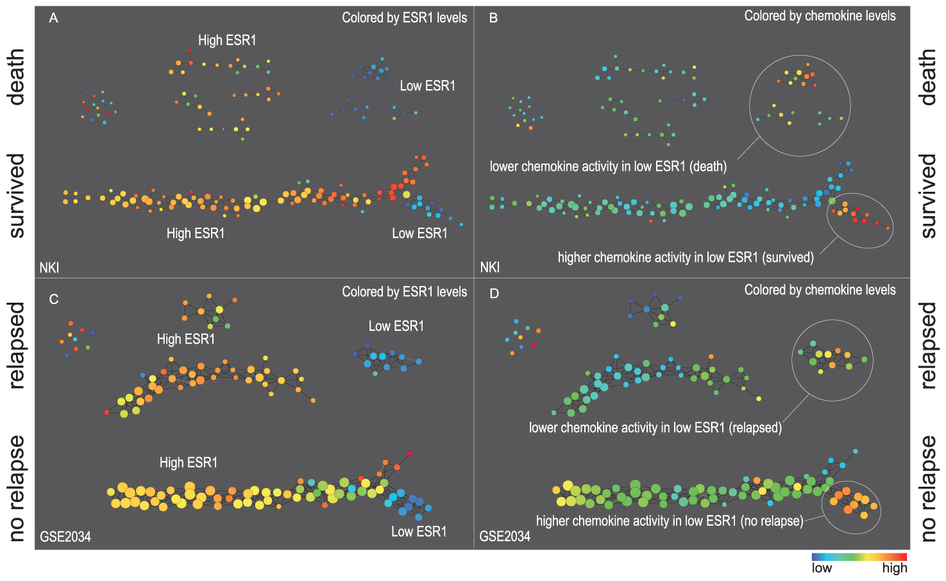 A
Colored by ESR1 levels
High ESR1
Low ESR1
death
survived
High ESR1
Low ESR1
NKI
B
Colored by chemokine levels
death
lower chemokine activity in low ESR1 (death)
survived
higher chemokine activity in low ESR1 (survived)
NKI
C
Colored by ESR1 levels
High ESR1
Low ESR1
relapsed
no relapse
High ESR1
Low ESR1
GSE2034
D
Colored by chemokine levels
relapsed
lower chemokine activity in low ESR1 (relapsed)
no relapse
higher chemokine activity in low ESR1 (no relapse)
GSE2034
low high